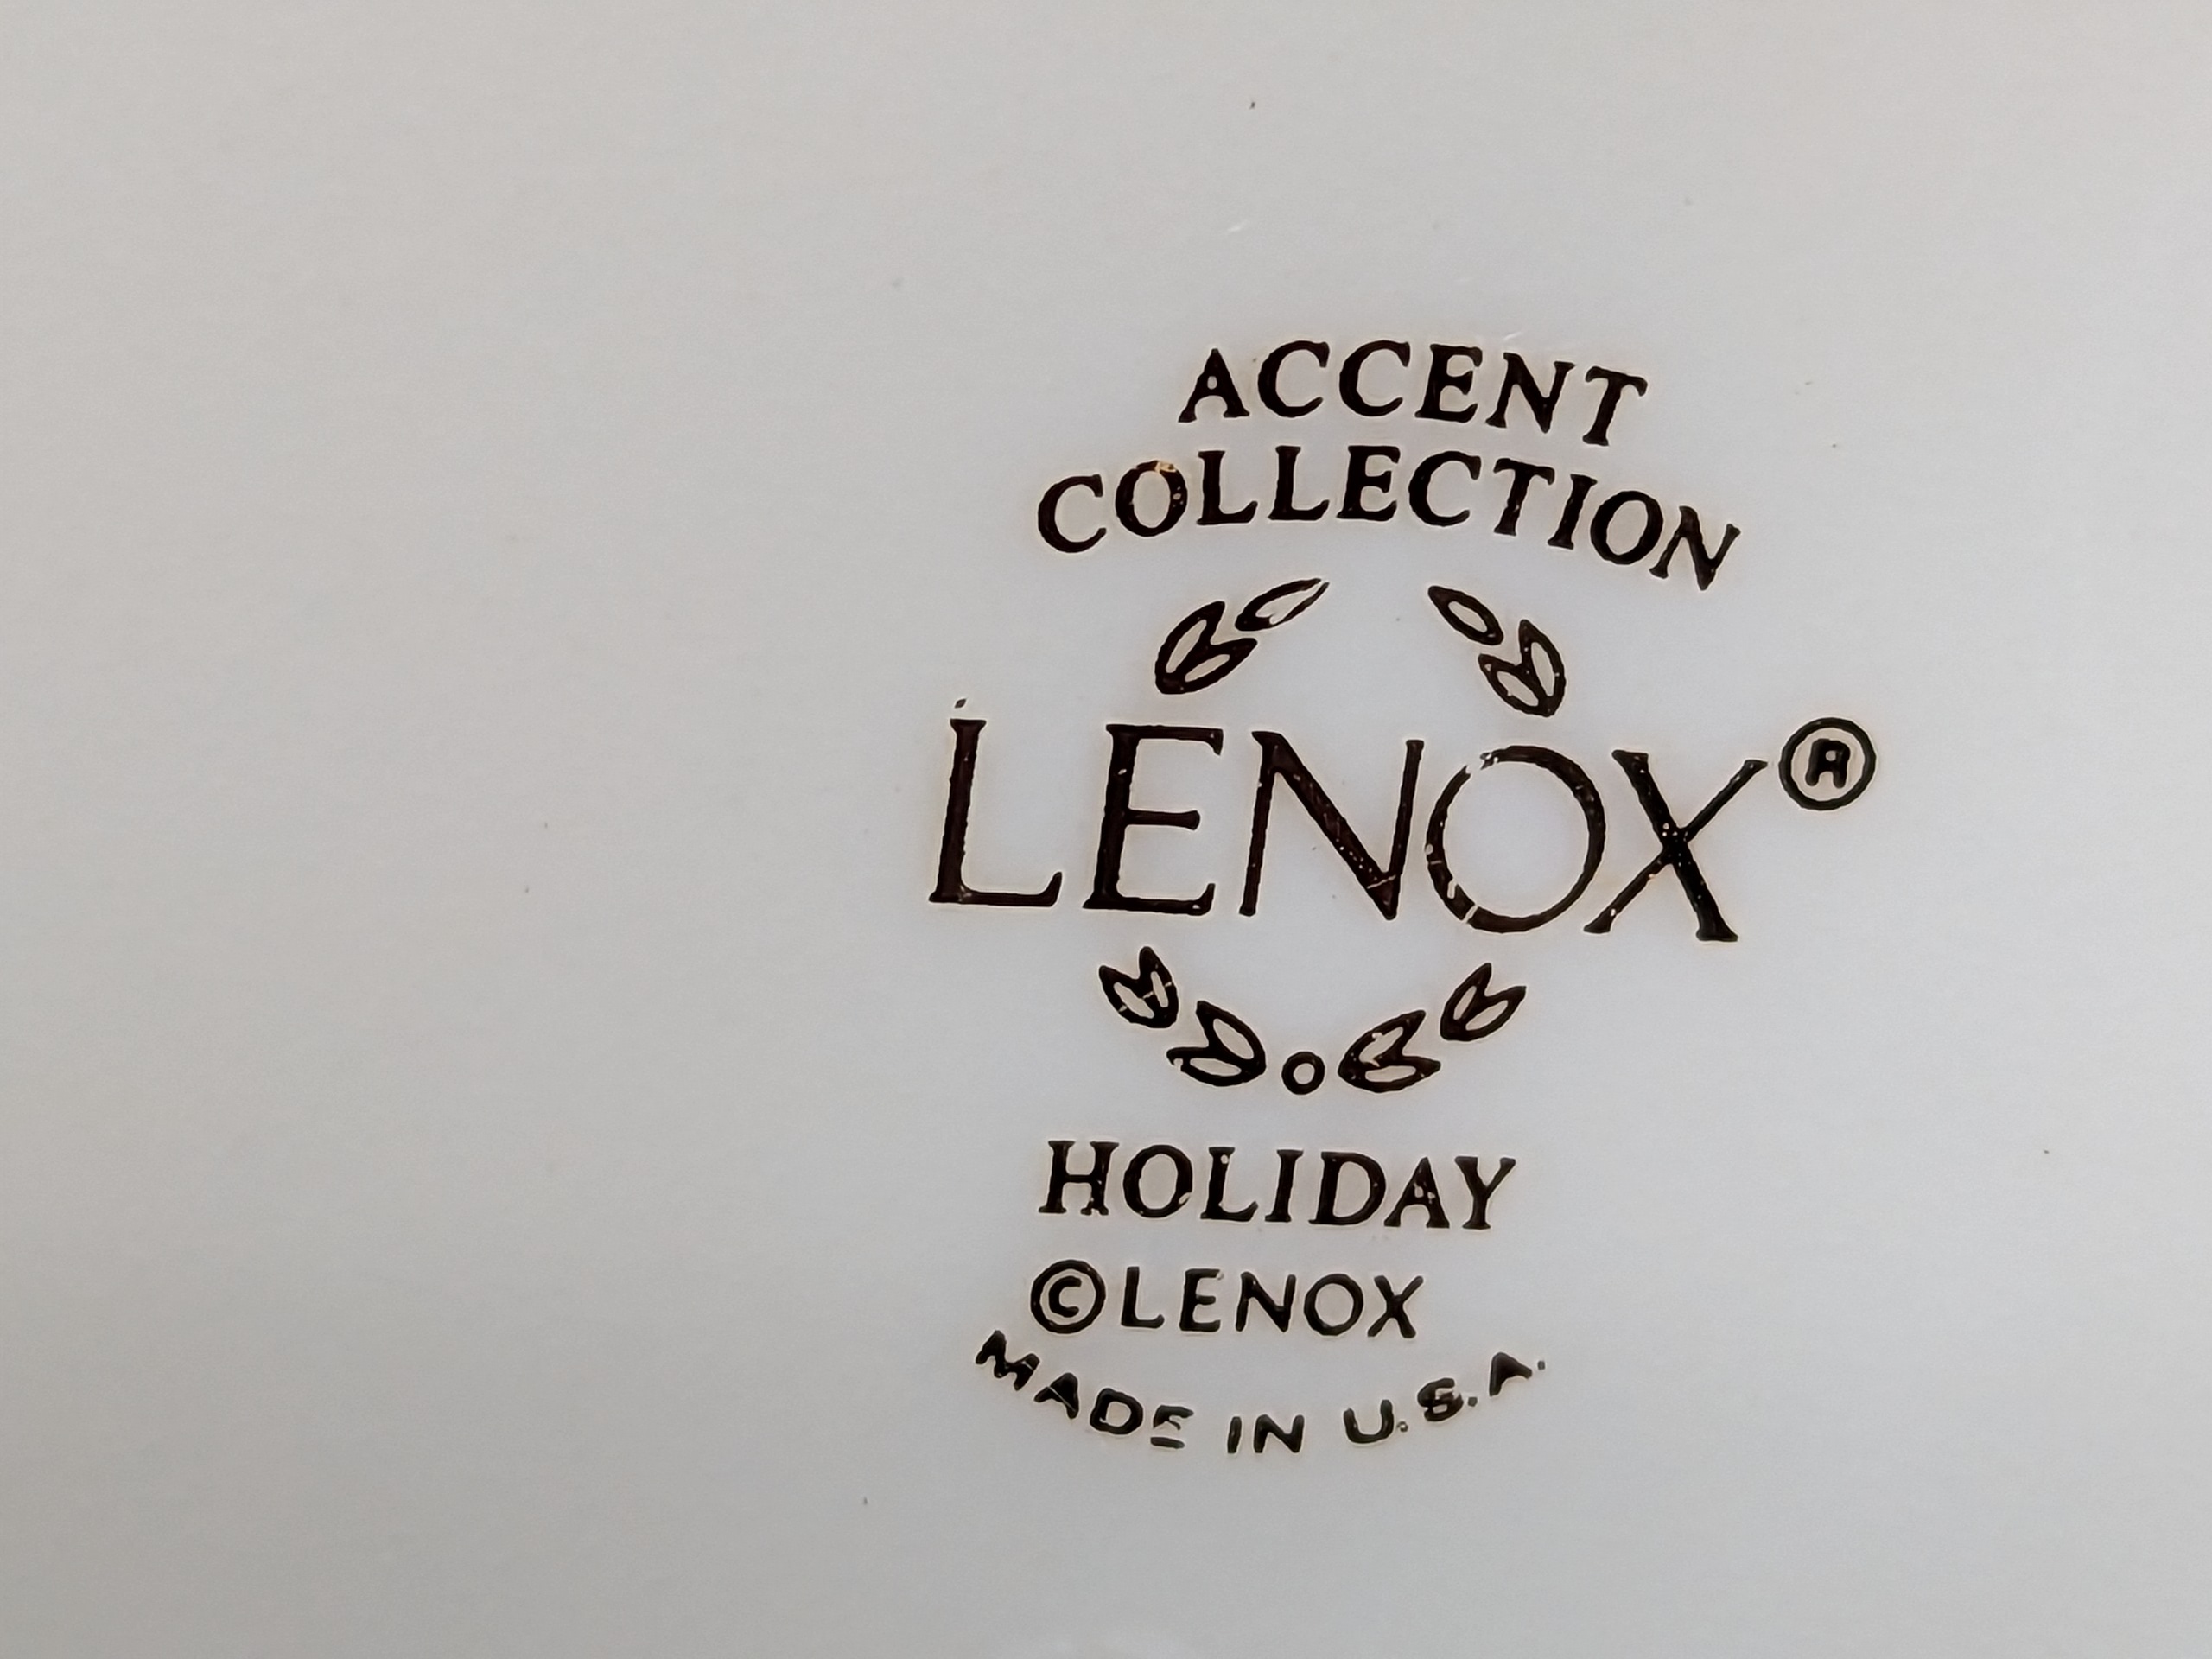 ACCENT
COLLECTION
LENOX®
HOLIDAY
©LENOX
MADE IN U.S.A.